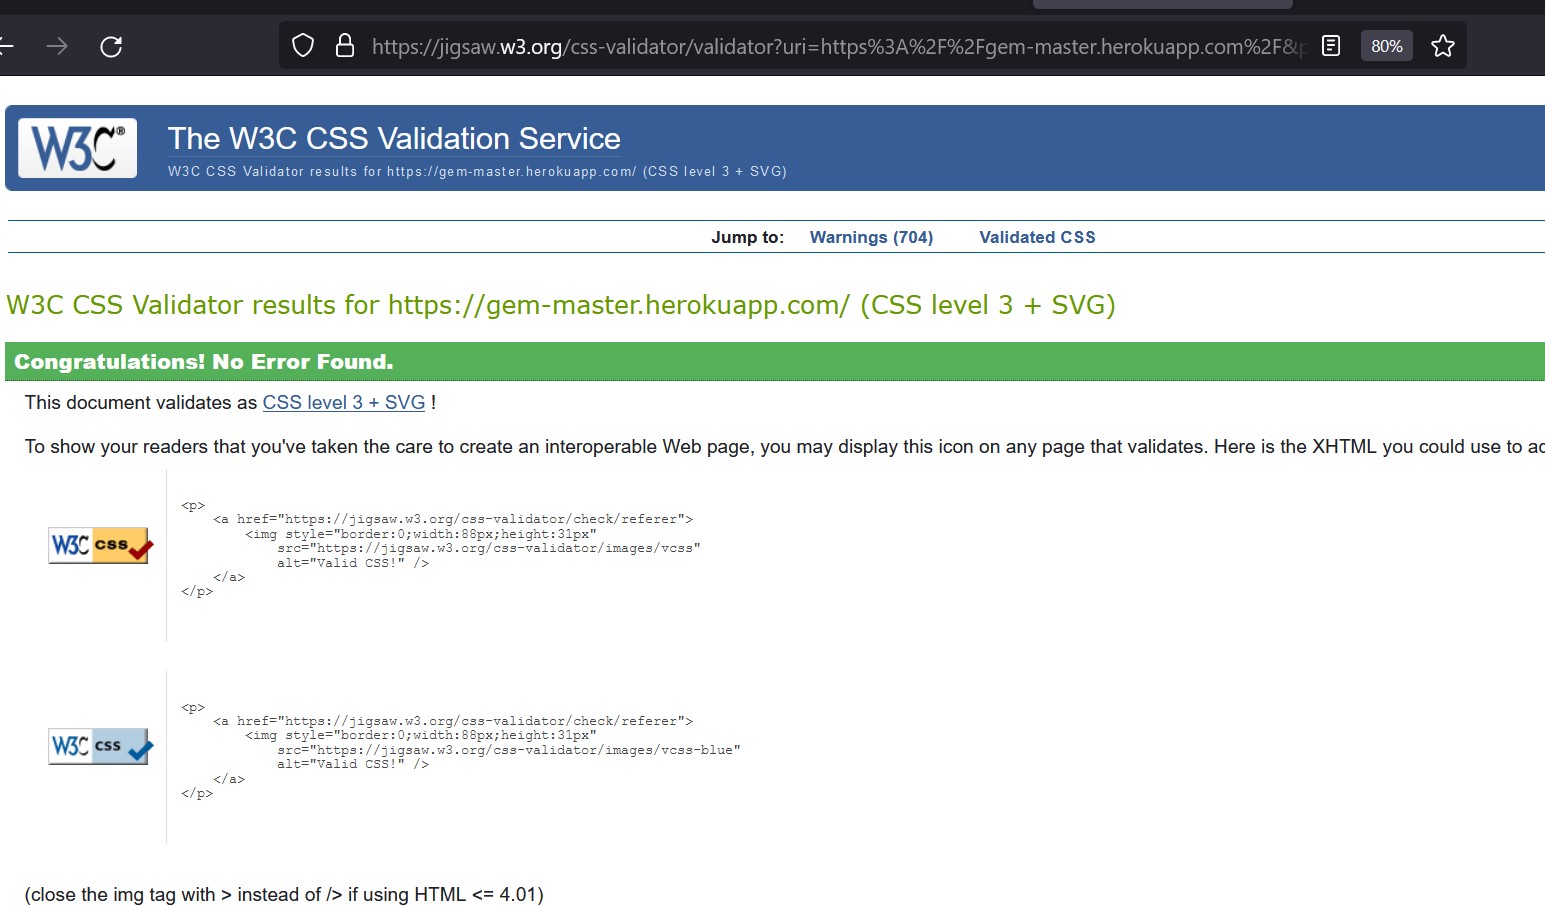 https://jigsaw.w3.org/css-validator/validator?uri=https%3A%2F%2Fgem-master.herokuapp.com%2F&p
80%
W3C®
The W3C CSS Validation Service
W3C CSS Validator results for https://gem-master.herokuapp.com/ (CSS level 3 + SVG)
Jump to: Warnings (704) Validated CSS
W3C CSS Validator results for https://gem-master.herokuapp.com/ (CSS level 3 + SVG)
Congratulations! No Error Found.
This document validates as CSS level 3 + SVG !
To show your readers that you've taken the care to create an interoperable Web page, you may display this icon on any page that validates. Here is the XHTML you could use to
<p>
<a href="https://jigsaw.w3.org/css-validator/check/referer">
<img style="border:0;width:88px;height:31px"
W3C css
src="https://jigsaw.w3.org/css-validator/images/vcss"
alt="Valid CSS!" />
</a>
</p>
<p>
<a href="https://jigsaw.w3.org/css-validator/check/referer">
<img style="border:0;width:88px;height:31px"
W3C css
src="https://jigsaw.w3.org/css-validator/images/vcss-blue"
alt="Valid CSS!" />
</a>
</p>
(close the img tag with > instead of /> if using HTML <= 4.01)